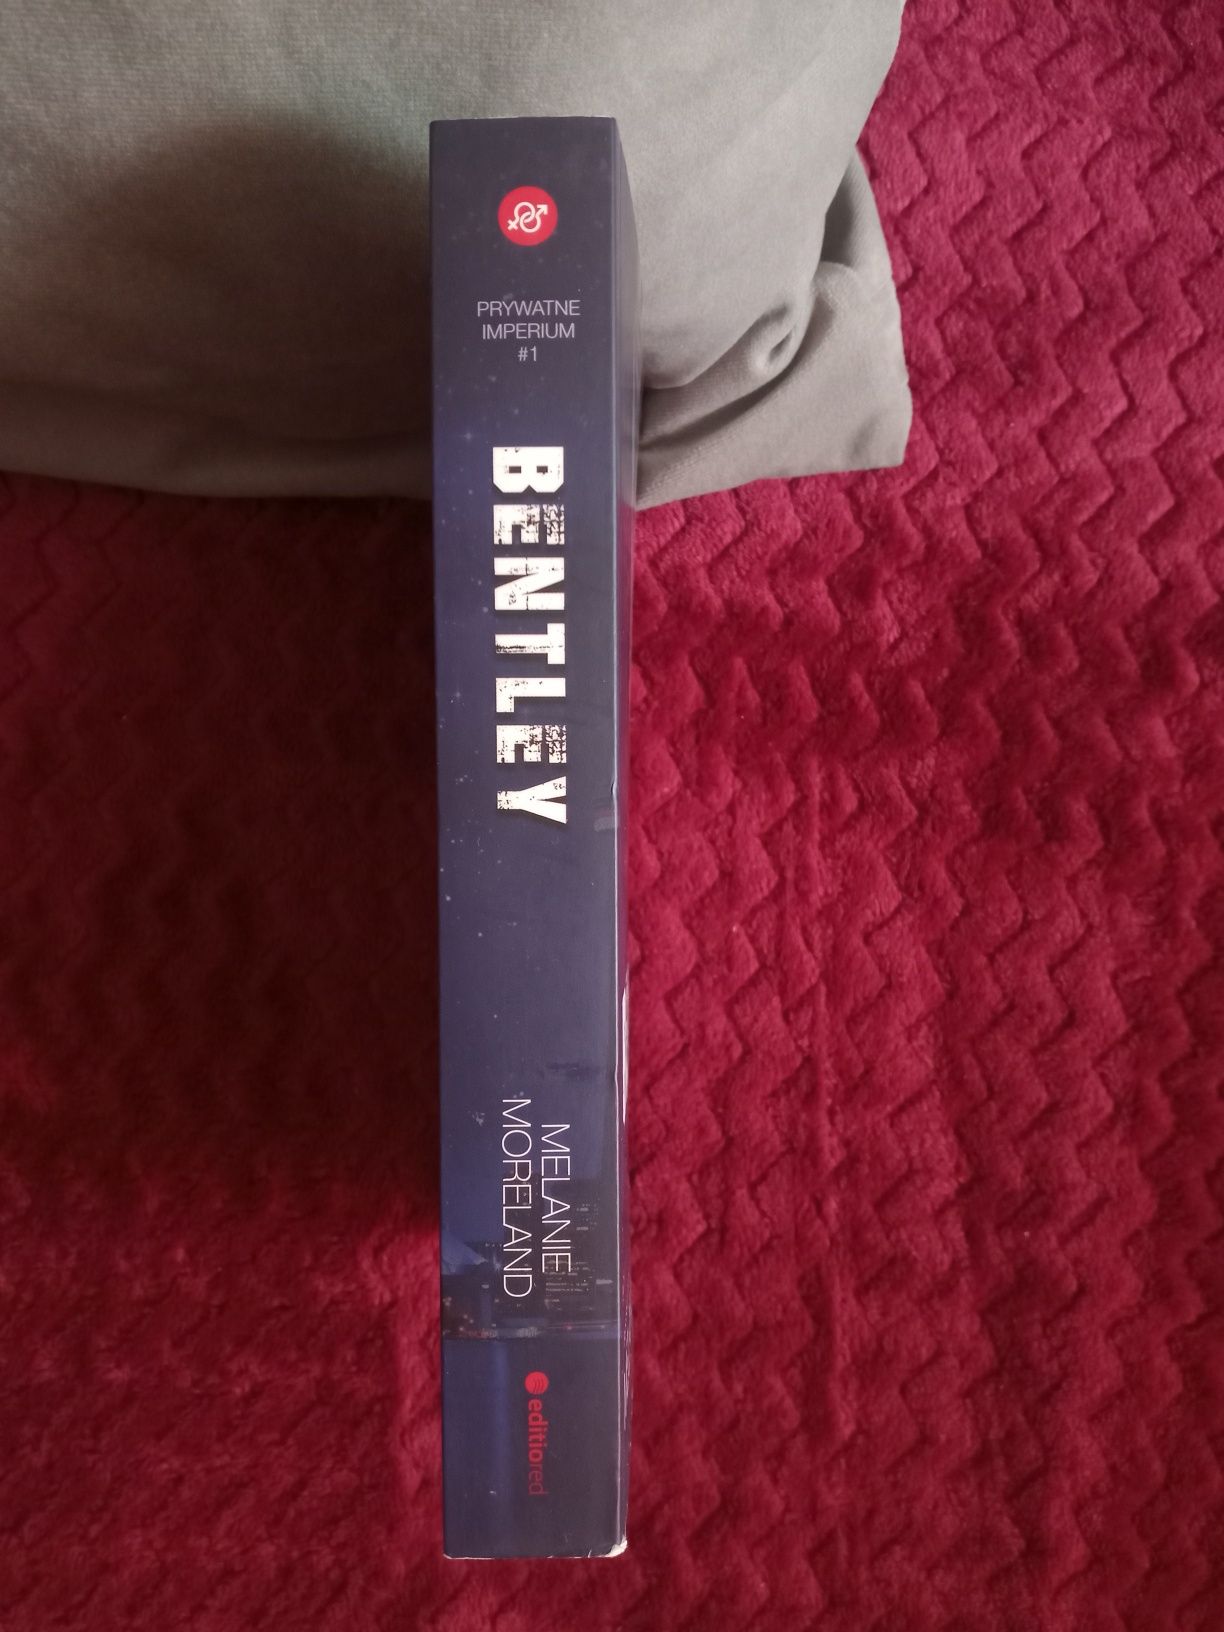 PRYWATNE
IMPERIUM
#1
BENTLEY
MELANIE
MORELAND
editiored